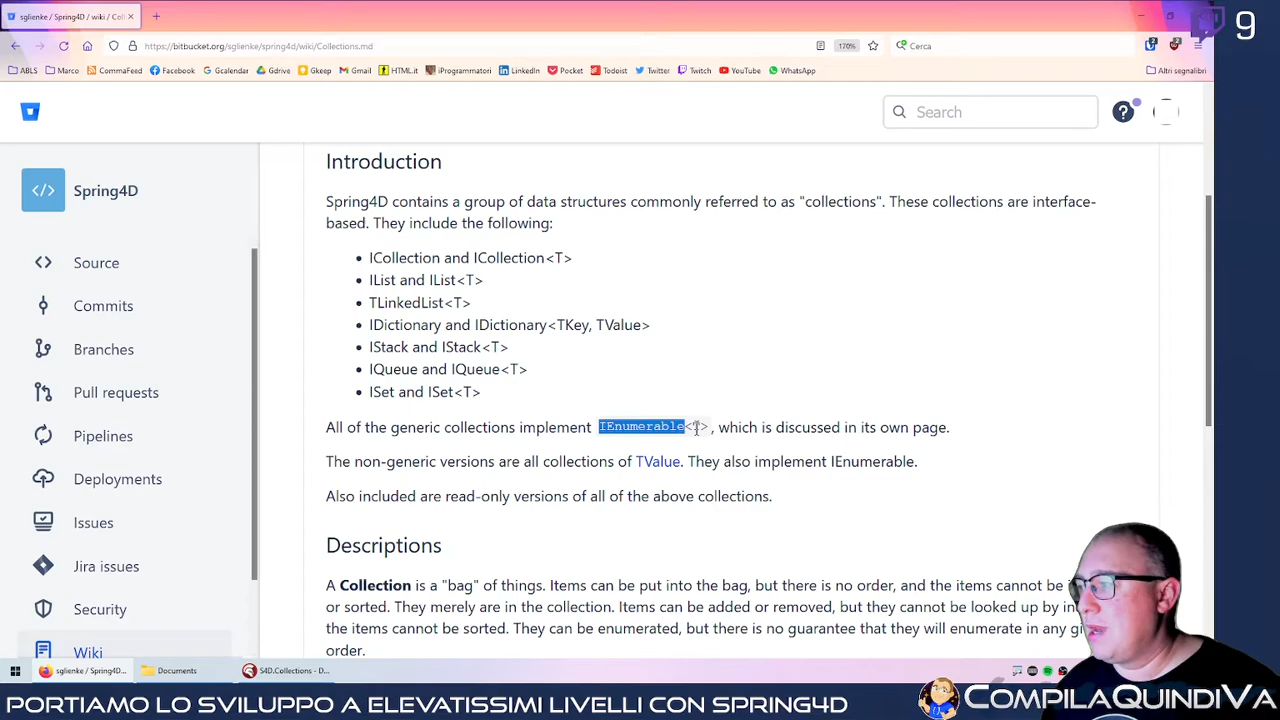 sglienke / Spring4D / wiki / Coll
9
https://bitbucket.org/sglienke/spring4d/wiki/Collections.md
170%
Cerca
ABLS
Marco
CommaFeed
Facebook
Gcalendar
Gdrive
Gkeep
Gmail
HTML.it
iProgrammatori
LinkedIn
Pocket
Todoist
Twitter
Twitch
YouTube
WhatsApp
Altri segnalibri
Search
Spring4D
Source
Commits
Branches
Pull requests
Pipelines
Deployments
Issues
Jira issues
Security
Wiki
Introduction
Spring4D contains a group of data structures commonly referred to as "collections". These collections are interface-
based. They include the following:
ICollection and ICollection<T>
IList and IList<T>
TLinkedList<T>
IDictionary and IDictionary<TKey, TValue>
IStack and IStack<T>
IQueue and IQueue<T>
ISet and ISet<T>
All of the generic collections implement IEnumerable<T>, which is discussed in its own page.
The non-generic versions are all collections of TValue. They also implement IEnumerable.
Also included are read-only versions of all of the above collections.
Descriptions
A Collection is a "bag" of things. Items can be put into the bag, but there is no order, and the items cannot be
or sorted. They merely are in the collection. Items can be added or removed, but they cannot be looked up by in
the items cannot be sorted. They can be enumerated, but there is no guarantee that they will enumerate in any gi
order.
sglienke / Spring4D...
Documents
S4D.Collections - D...
PORTIAMO LO SVILUPPO A ELEVATISSIMI LIVELLI CON SPRING4D
COMPILAQUINDIVA